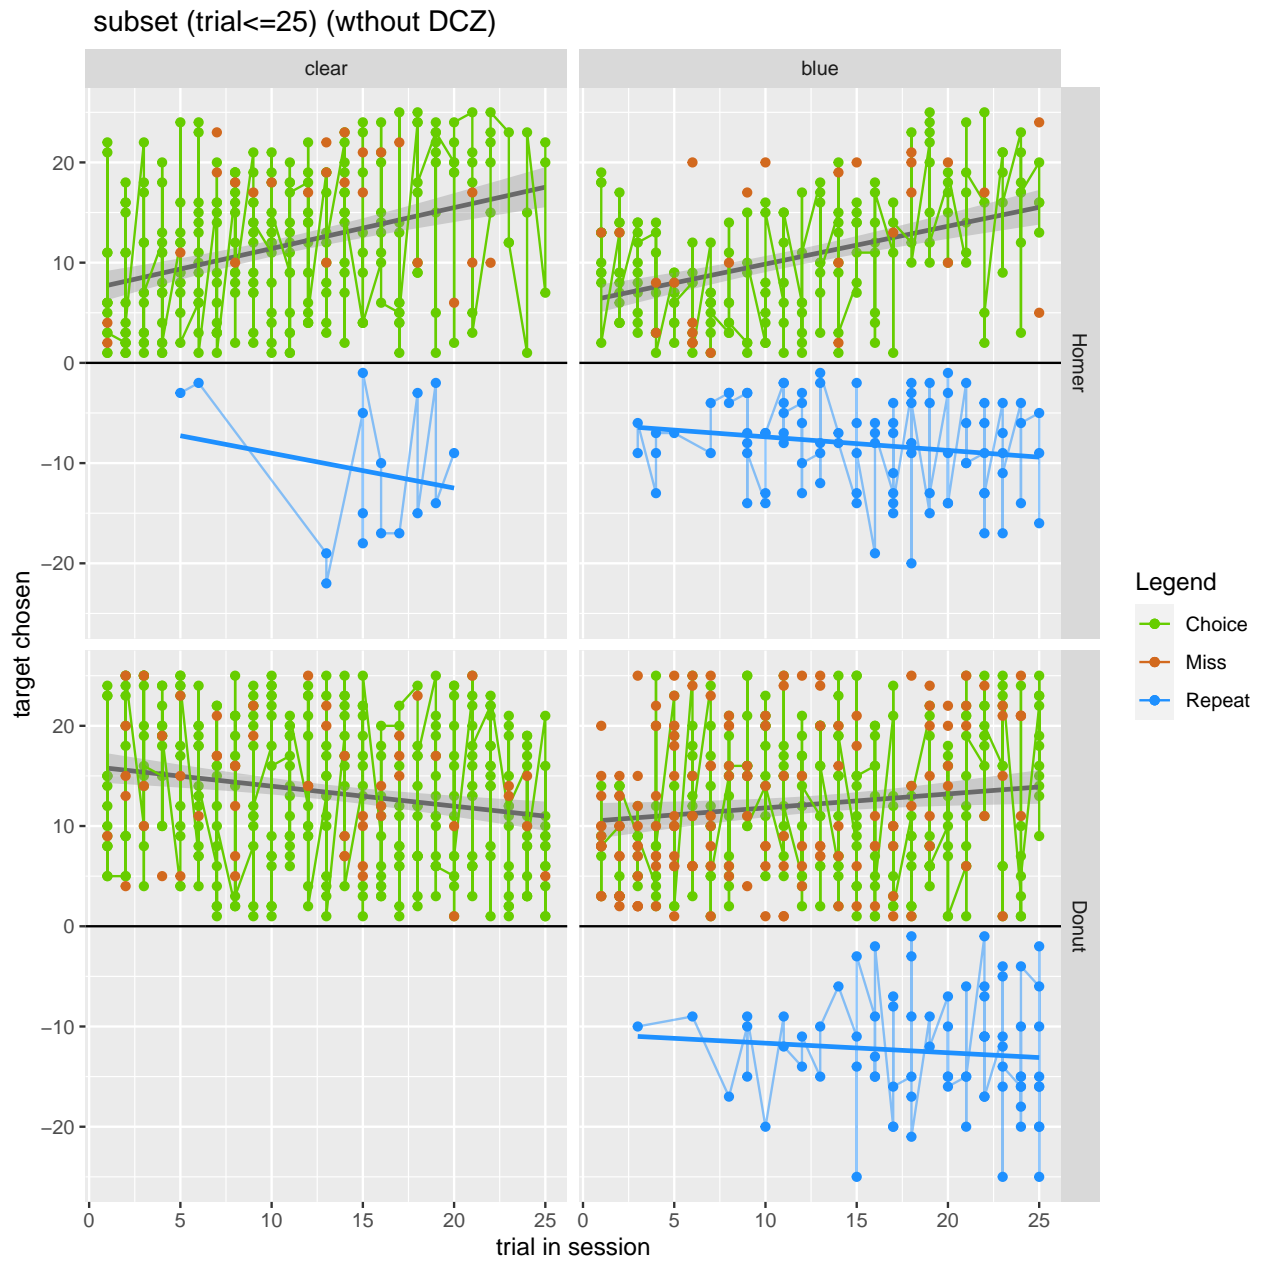 subset (trial<=25) (wthout DCZ)
clear
blue
20
10
0
−10
−20
Homer
20
10
0
−10
−20
Donut
target chosen
0 5 10 15 20 25
0 5 10 15 20 25
trial in session
Legend
Choice
Miss
Repeat